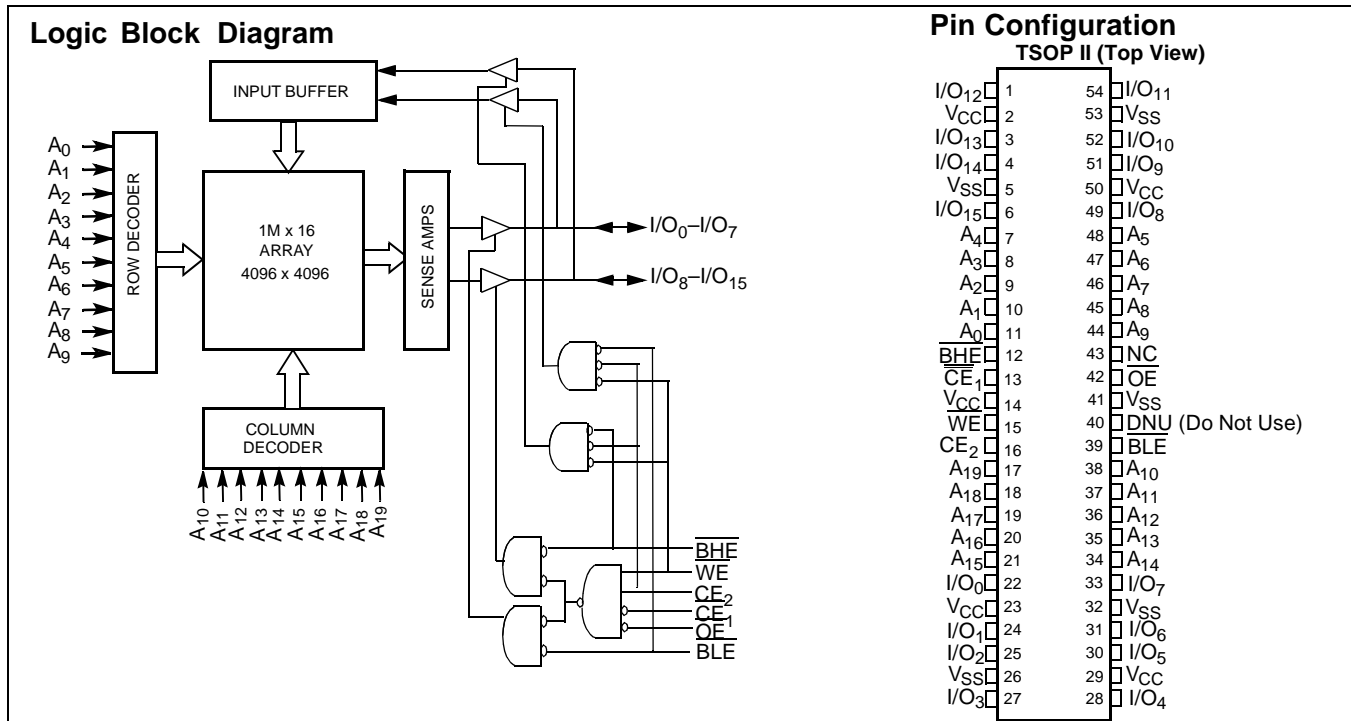 Logic Block Diagram
INPUT BUFFER
A0
A1
A2
A3
A4
A5
A6
A7
A8
A9
ROW DECODER
1M x 16
ARRAY
4096 x 4096
SENSE AMPS
I/O0–I/O7
I/O8–I/O15
COLUMN
DECODER
A10
A11
A12
A13
A14
A15
A16
A17
A18
A19
BHE
WE
CE2
CE1
OE
BLE
Pin Configuration
TSOP II (Top View)
I/O12 1 54 I/O11
VCC 2 53 VSS
I/O13 3 52 I/O10
I/O14 4 51 I/O9
VSS 5 50 VCC
I/O15 6 49 I/O8
A4 7 48 A5
A3 8 47 A6
A2 9 46 A7
A1 10 45 A8
A0 11 44 A9
BHE 12 43 NC
CE1 13 42 OE
VCC 14 41 VSS
WE 15 40 DNU (Do Not Use)
CE2 16 39 BLE
A19 17 38 A10
A18 18 37 A11
A17 19 36 A12
A16 20 35 A13
A15 21 34 A14
I/O0 22 33 I/O7
VCC 23 32 VSS
I/O1 24 31 I/O6
I/O2 25 30 I/O5
VSS 26 29 VCC
I/O3 27 28 I/O4